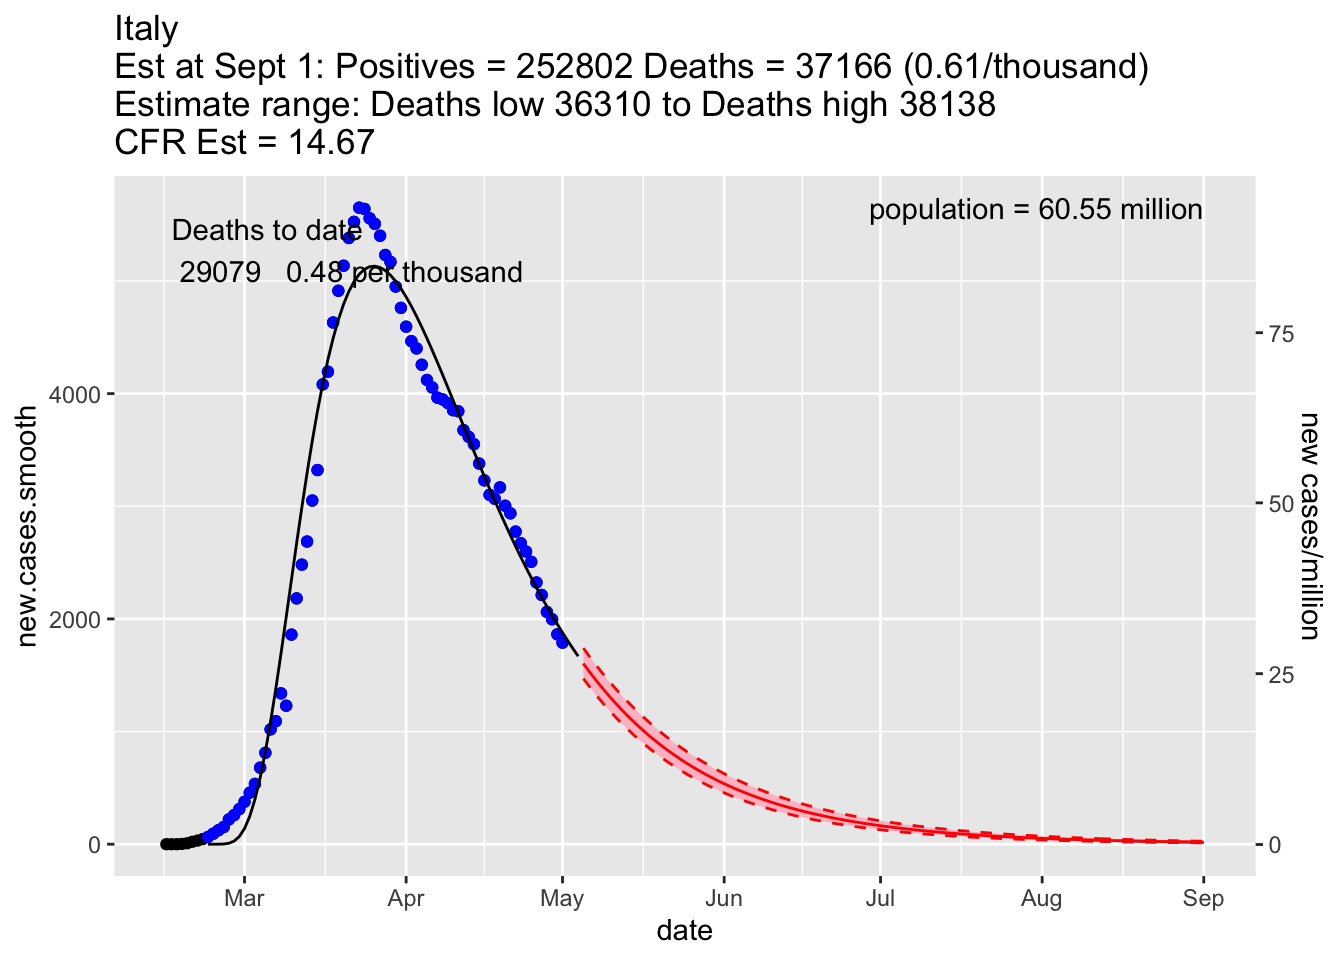 Italy
Est at Sept 1: Positives = 252802 Deaths = 37166 (0.61/thousand)
Estimate range: Deaths low 36310 to Deaths high 38138
CFR Est = 14.67
population = 60.55 million
Deaths to date
29079 0.48 per thousand
new.cases.smooth
4000
2000
0
75
50
25
0
new cases/million
Mar Apr May Jun Jul Aug Sep
date